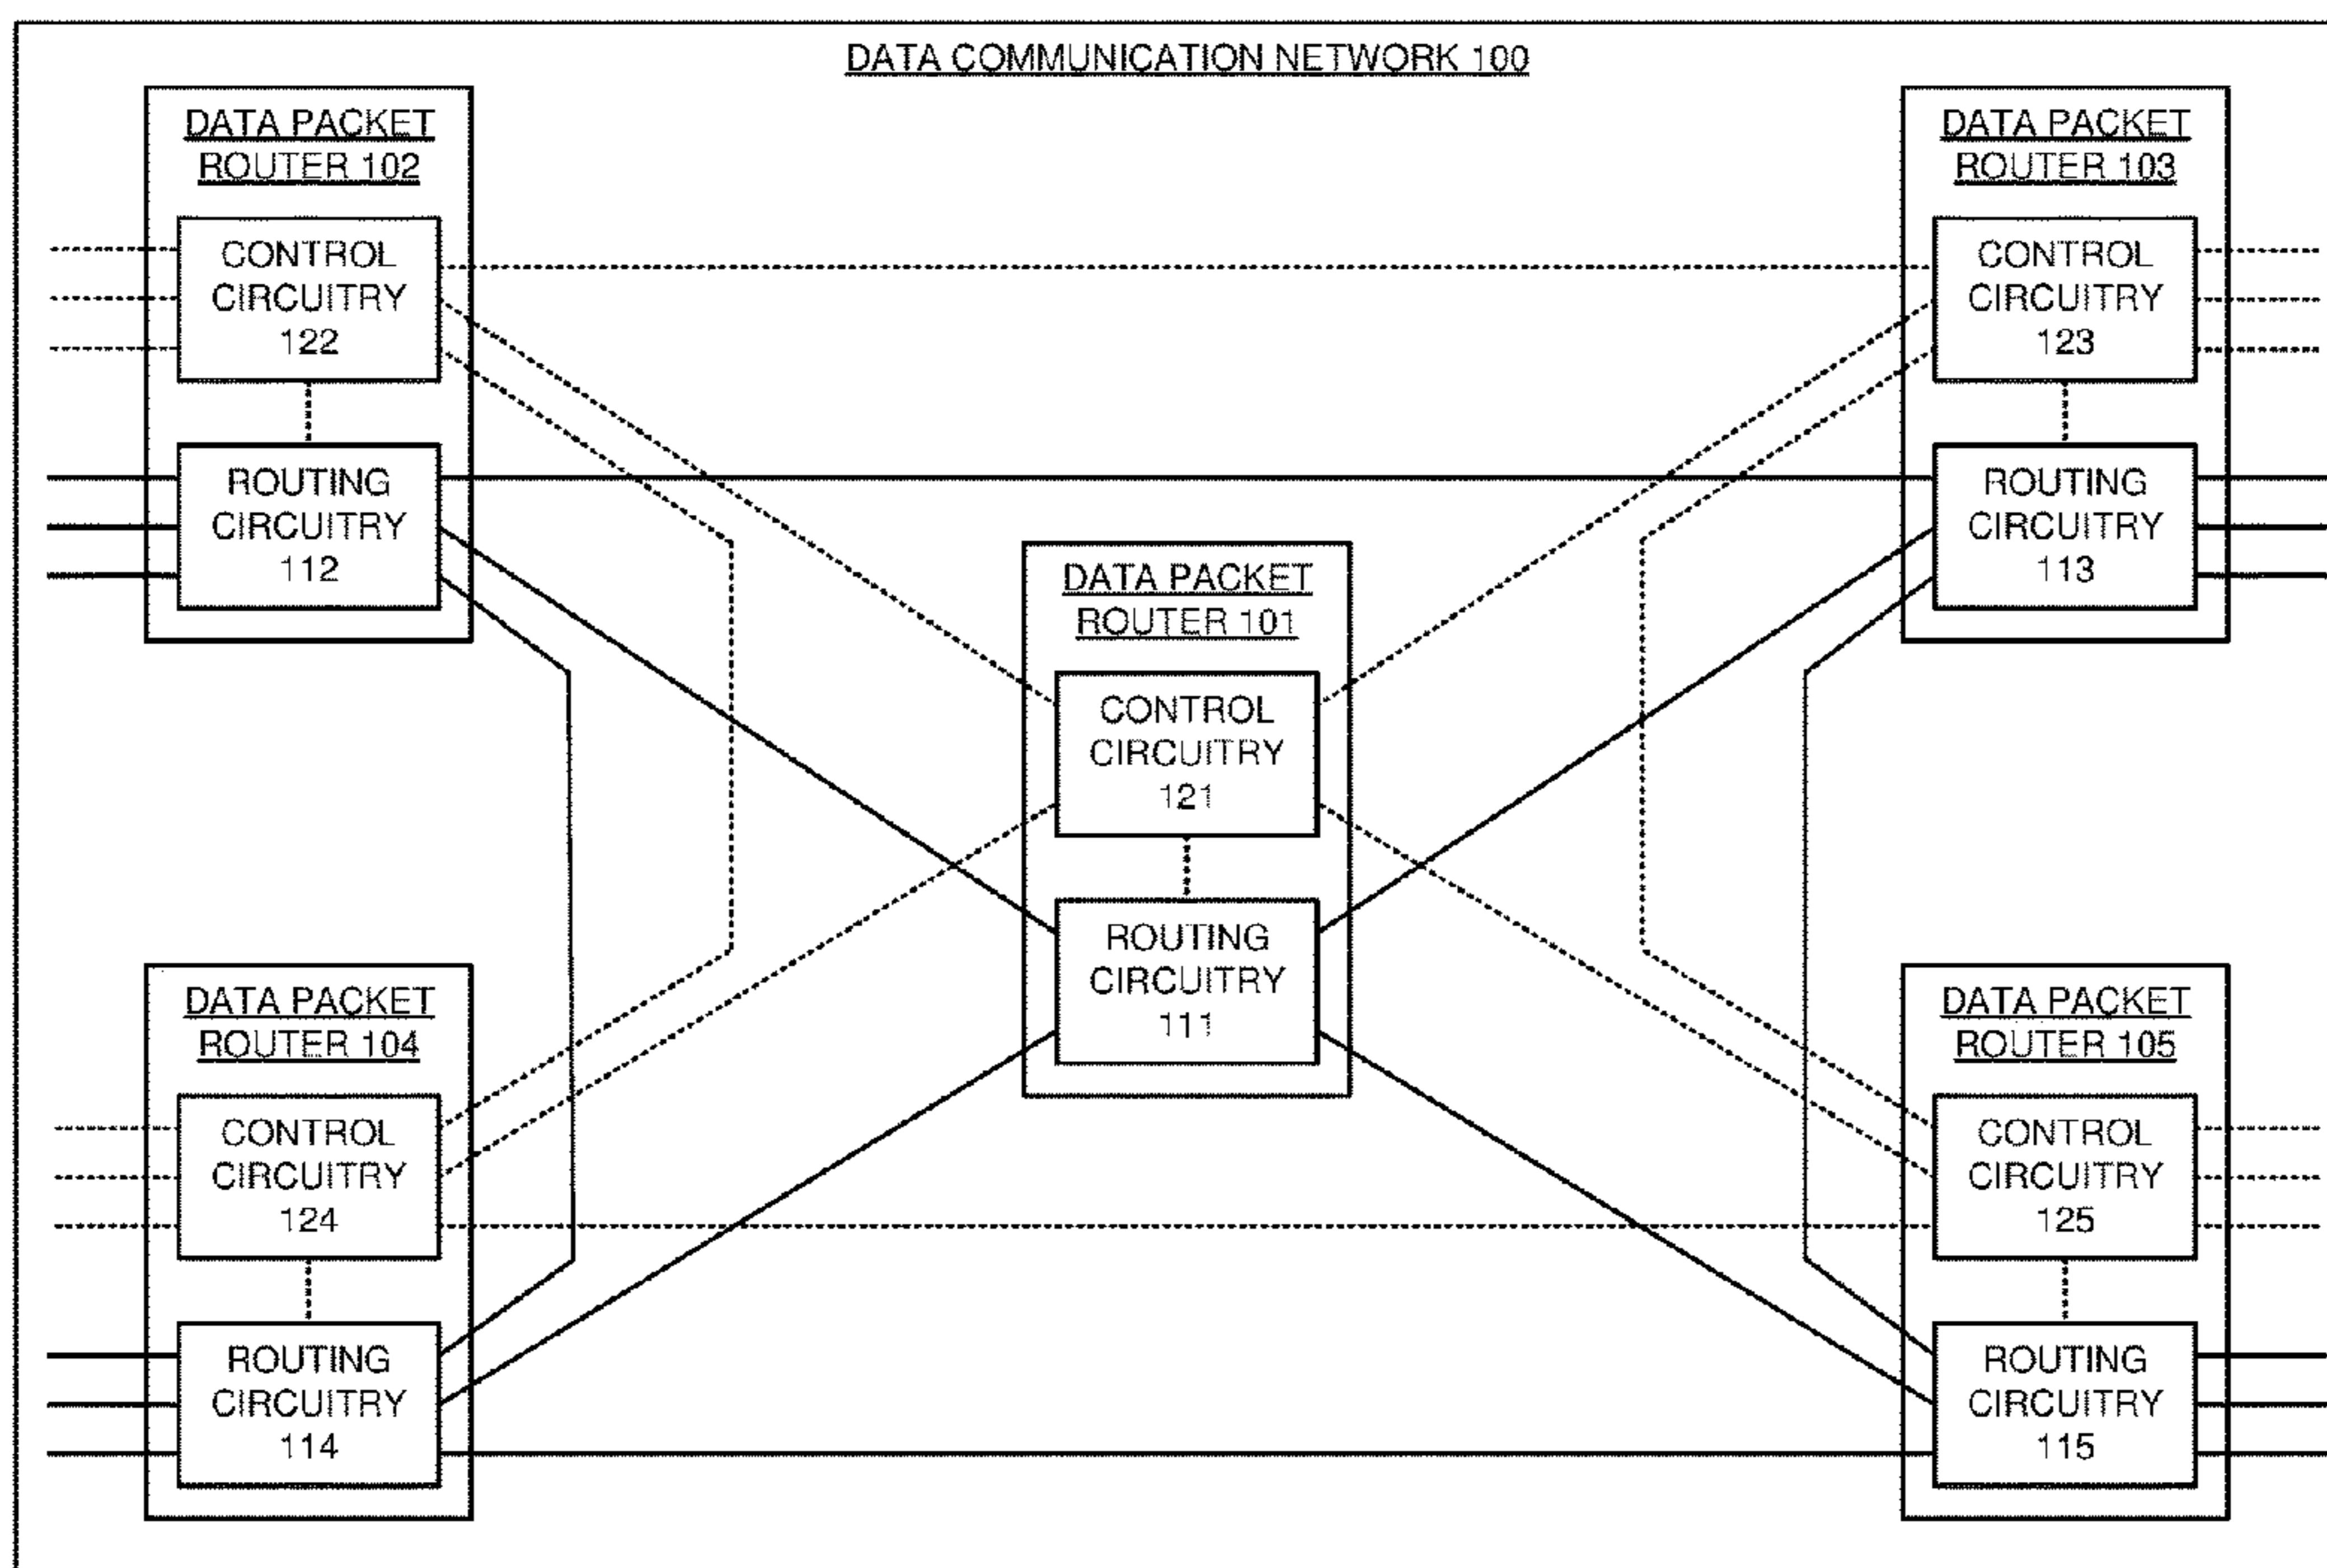 DATA COMMUNICATION NETWORK 100
DATA PACKET
ROUTER 102
CONTROL
CIRCUITRY
122
ROUTING
CIRCUITRY
112
DATA PACKET
ROUTER 103
CONTROL
CIRCUITRY
123
ROUTING
CIRCUITRY
113
DATA PACKET
ROUTER 101
CONTROL
CIRCUITRY
121
ROUTING
CIRCUITRY
111
DATA PACKET
ROUTER 104
CONTROL
CIRCUITRY
124
ROUTING
CIRCUITRY
114
DATA PACKET
ROUTER 105
CONTROL
CIRCUITRY
125
ROUTING
CIRCUITRY
115